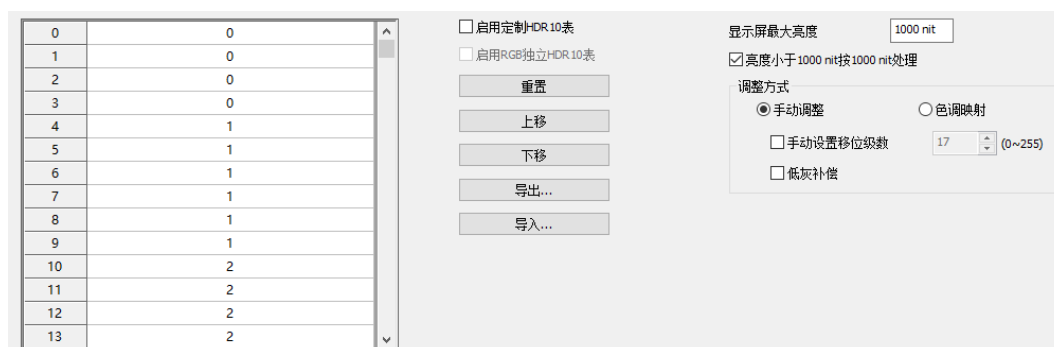 0 0
1 0
2 0
3 0
4 1
5 1
6 1
7 1
8 1
9 1
10 2
11 2
12 2
13 2
启用定制HDR10表
启用RGB独立HDR10表
重置
上移
下移
导出...
导入...
显示屏最大亮度 1000 nit
亮度小于1000 nit按1000 nit处理
调整方式
手动调整 色调映射
手动设置移位级数 17 (0~255)
低灰补偿